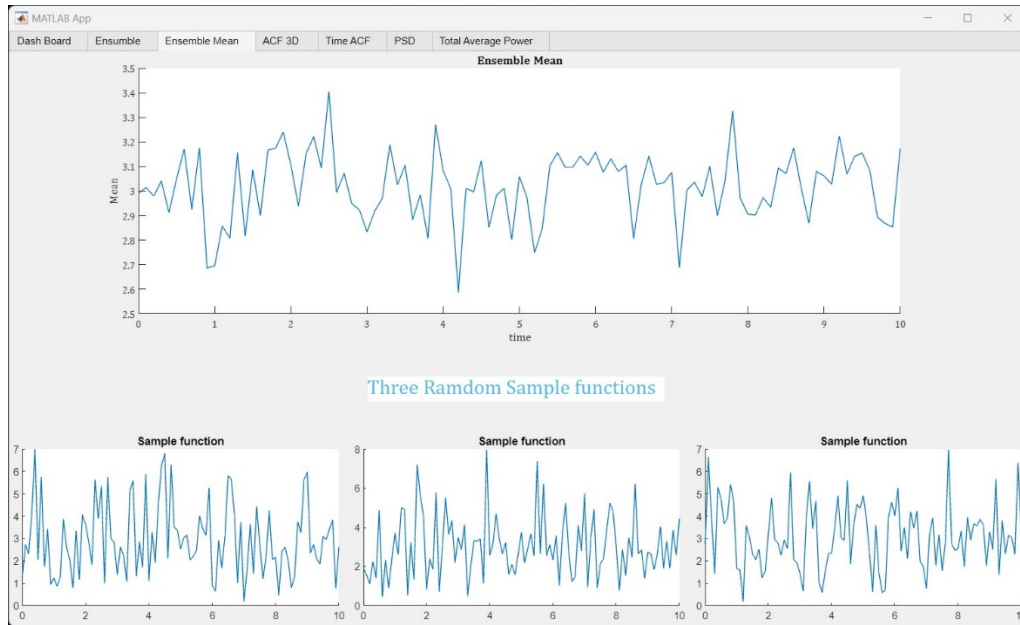 MATLAB App
Dash Board Ensumble Ensemble Mean ACF 3D Time ACF PSD Total Average Power
Ensemble Mean
3.5
3.4
3.3
3.2
3.1
3
2.9
2.8
2.7
2.6
2.5
Mean
0 1 2 3 4 5 6 7 8 9 10
time
Three Ramdom Sample functions
Sample function
7
6
5
4
3
2
1
0
0 2 4 6 8 10
Sample function
8
6
4
2
0
0 2 4 6 8 10
Sample function
7
6
5
4
3
2
1
0
0 2 4 6 8 10